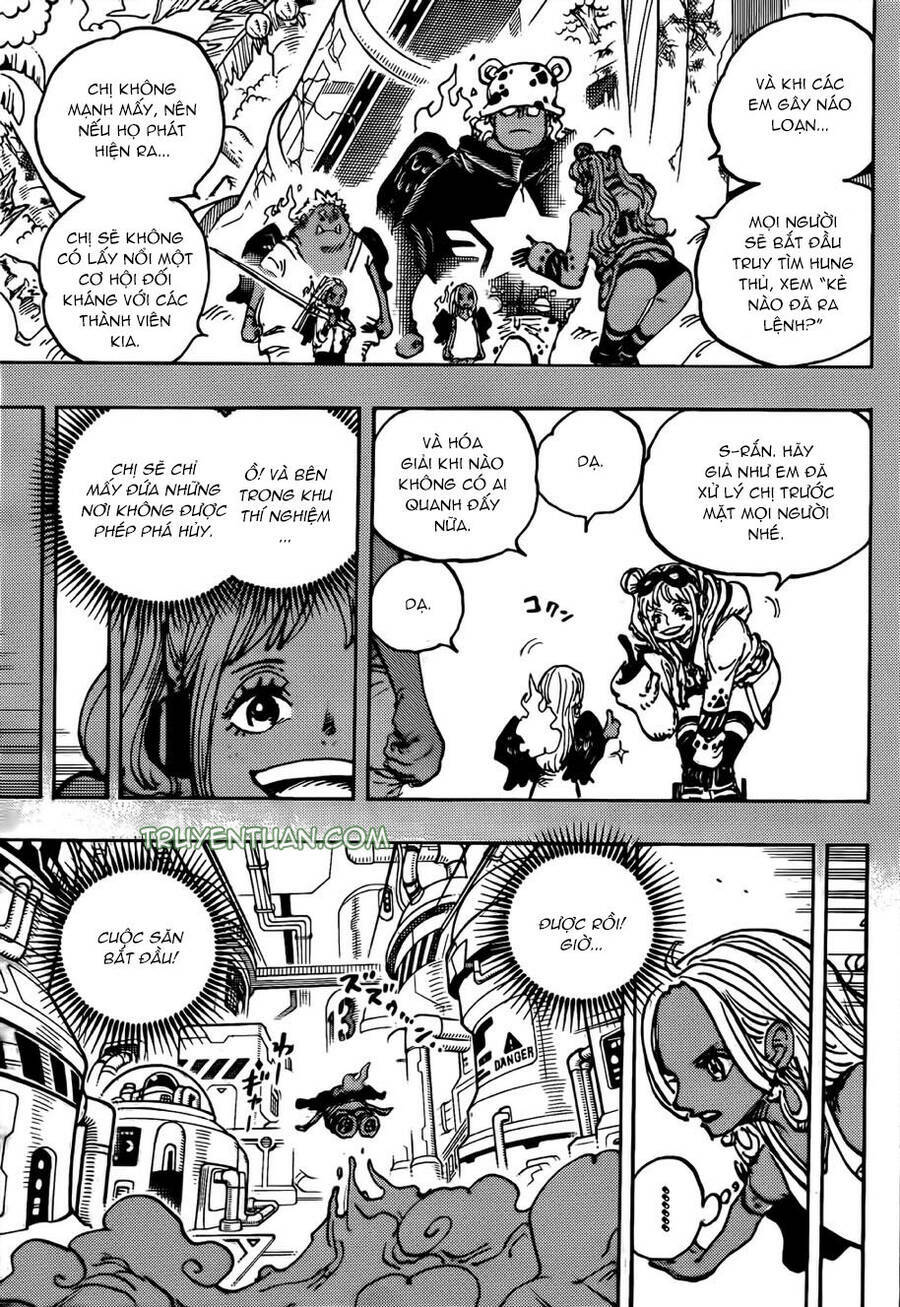 VÀ KHI CÁC
EM GÂY NÁO
LOẠN...
MỌI NGƯỜI
SẼ BẮT ĐẦU
TRUY TÌM HUNG
THỦ, XEM “KẺ
NÀO ĐÃ RA
LỆNH?”
CHỊ KHÔNG
MẠNH MẤY, NÊN
NẾU HỌ PHÁT
HIỆN RA...
CHỊ SẼ KHÔNG
CÓ LẤY NỔI MỘT
CƠ HỘI ĐỐI
KHÁNG VỚI CÁC
THÀNH VIÊN
KIA.
S-RẮN. HÃY
GIẢ NHƯ EM ĐÃ
XỬ LÝ CHỊ TRƯỚC
MẶT MỌI NGƯỜI
NHÉ.
DẠ.
VÀ HÓA
GIẢI KHI NÀO
KHÔNG CÓ AI
QUANH ĐẤY
NỮA.
DẠ.
コクン
Ồ! VÀ BÊN
TRONG KHU
THÍ NGHIỆM
...
CHỊ SẼ CHỈ
MẤY ĐỨA NHỮNG
NƠI KHÔNG ĐƯỢC
PHÉP PHÁ HỦY.
TRUYENTUAN.COM
ĐƯỢC RỒI!
GIỜ...
DANGER
CUỘC SĂN
BẮT ĐẦU!